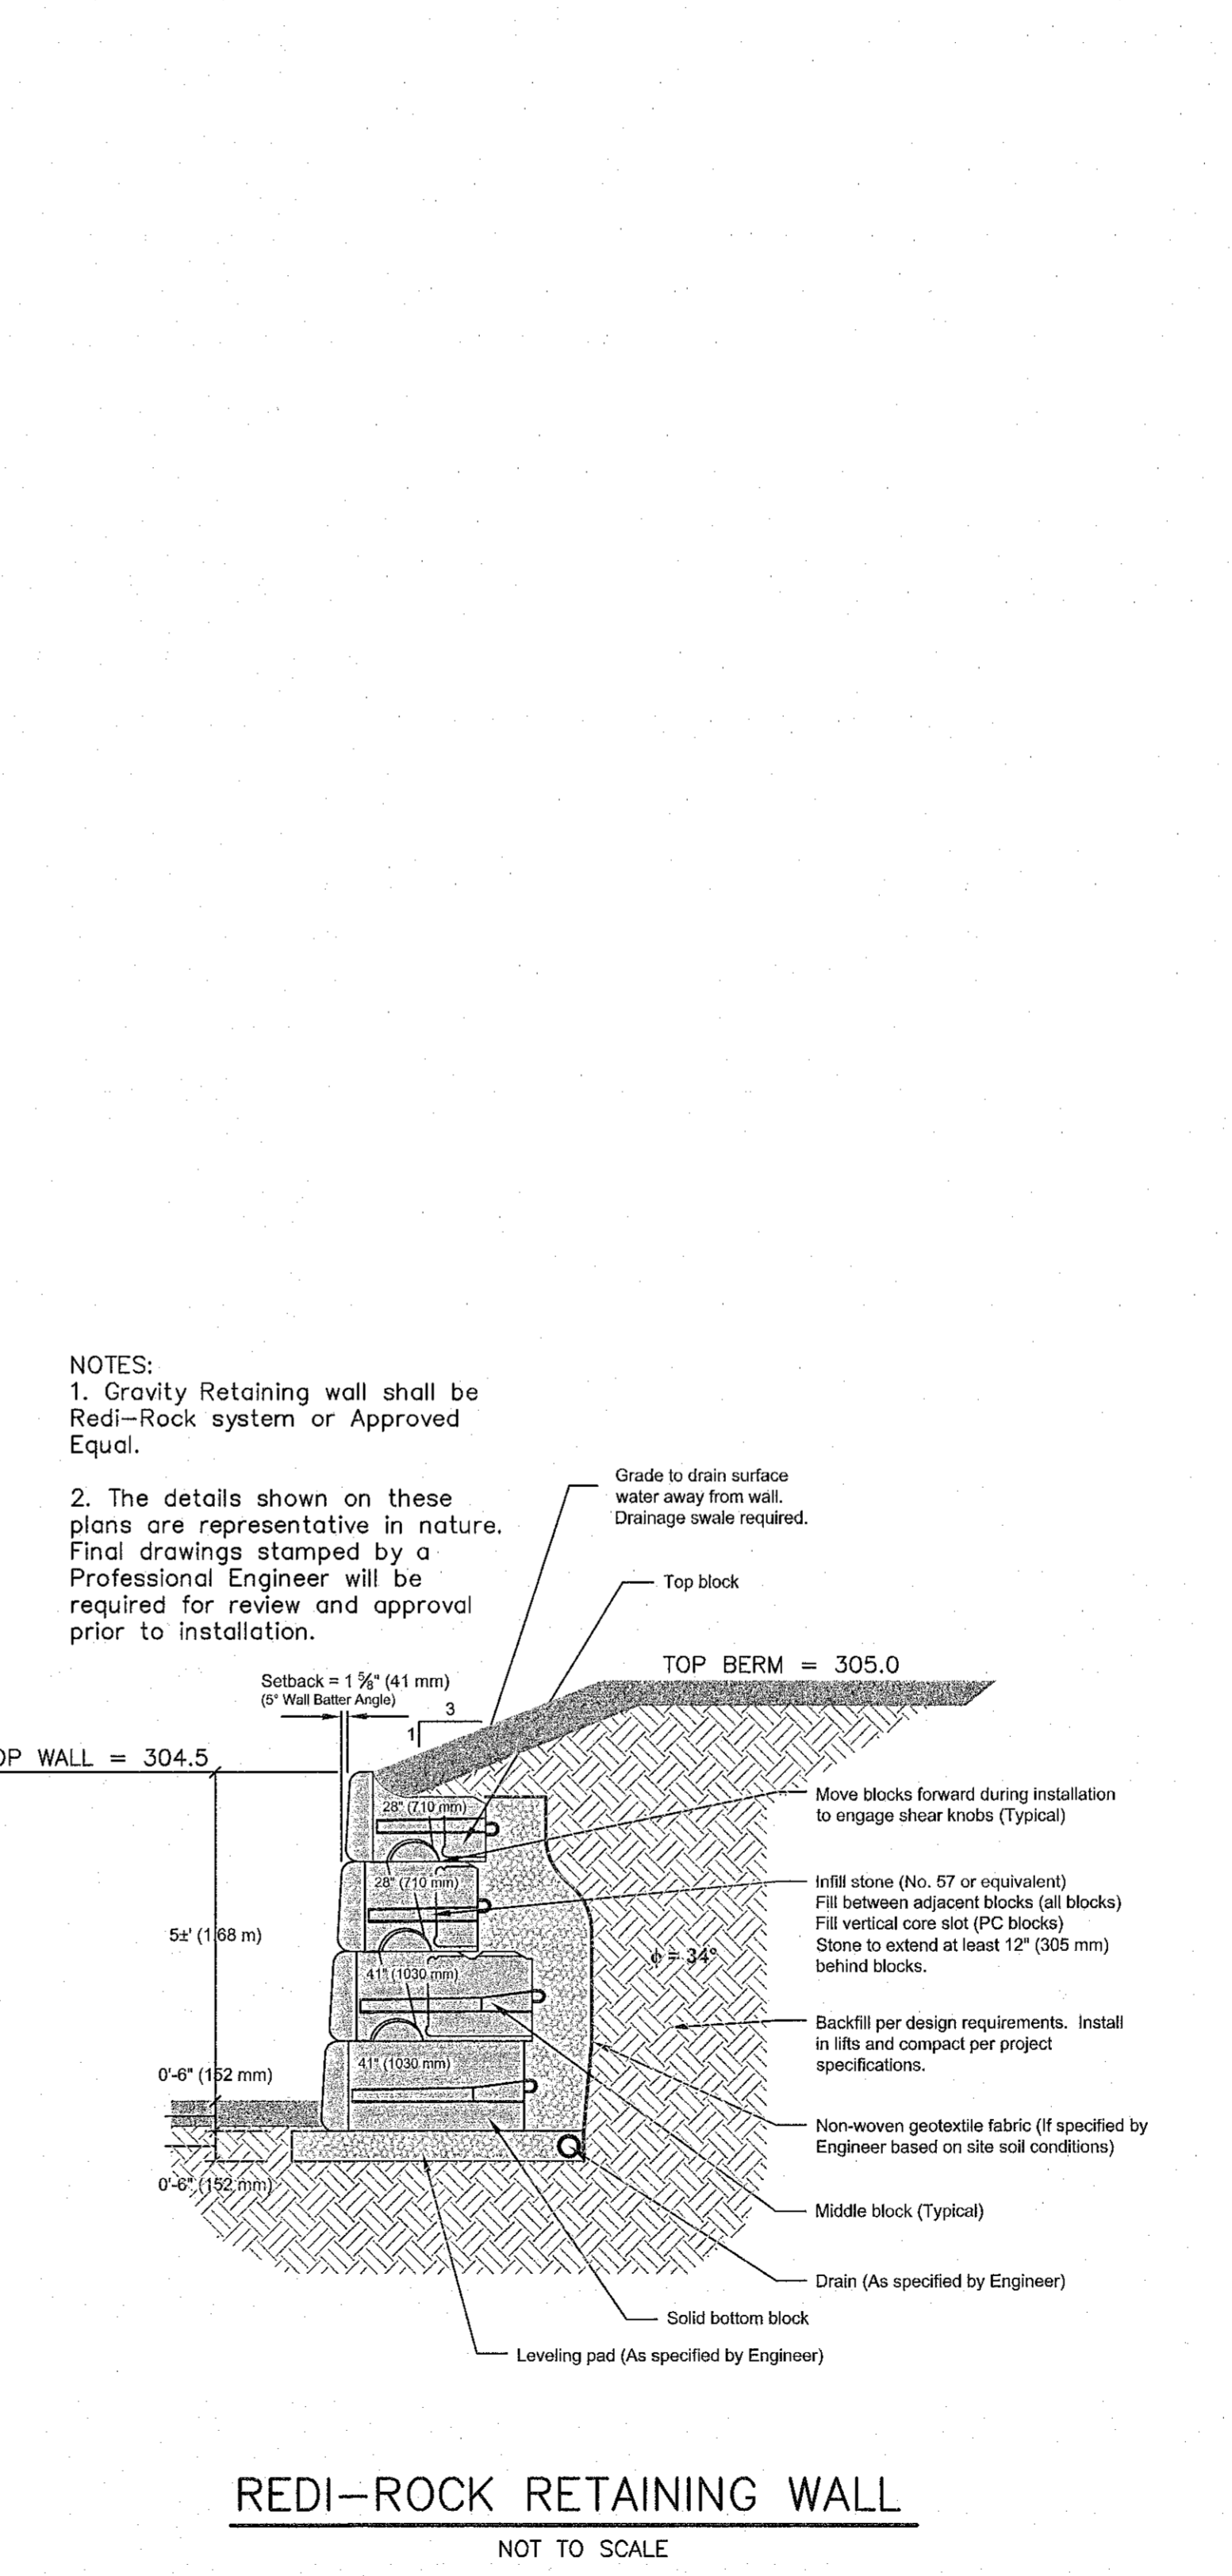 NOTES:
1. Gravity Retaining wall shall be
Redi-Rock system or Approved
Equal.
2. The details shown on these
plans are representative in nature.
Final drawings stamped by a
Professional Engineer will be
required for review and approval
prior to installation.
Grade to drain surface
water away from wall.
Drainage swale required.
Top block
TOP BERM = 305.0
Setback = 1 ⅝" (41 mm)
(5° Wall Batter Angle)
3
1
OP WALL = 304.5
Move blocks forward during installation
to engage shear knobs (Typical)
28" (710 mm)
28" (710 mm)
Infill stone (No. 57 or equivalent)
Fill between adjacent blocks (all blocks)
Fill vertical core slot (PC blocks)
Stone to extend at least 12" (305 mm)
behind blocks.
5±' (1.68 m)
ϕ = 34°
41" (1030 mm)
Backfill per design requirements. Install
in lifts and compact per project
specifications.
41" (1030 mm)
0'-6" (152 mm)
Non-woven geotextile fabric (If specified by
Engineer based on site soil conditions)
0'-6" (152 mm)
Middle block (Typical)
Drain (As specified by Engineer)
Solid bottom block
Leveling pad (As specified by Engineer)
REDI-ROCK RETAINING WALL
NOT TO SCALE